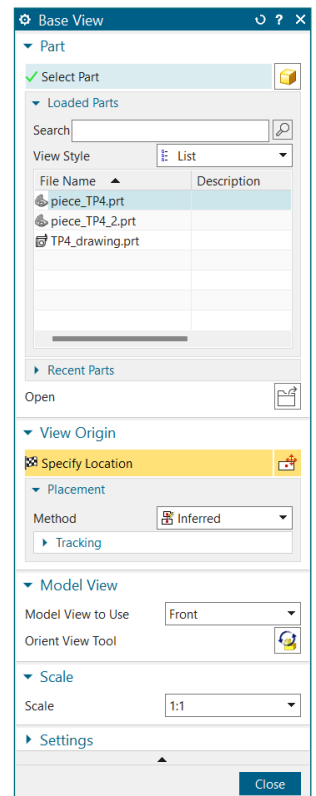 Base View
Part
Select Part
Loaded Parts
Search
View Style List
File Name Description
piece_TP4.prt
piece_TP4_2.prt
TP4_drawing.prt
Recent Parts
Open
View Origin
Specify Location
Placement
Method Inferred
Tracking
Model View
Model View to Use Front
Orient View Tool
Scale
Scale 1:1
Settings
Close